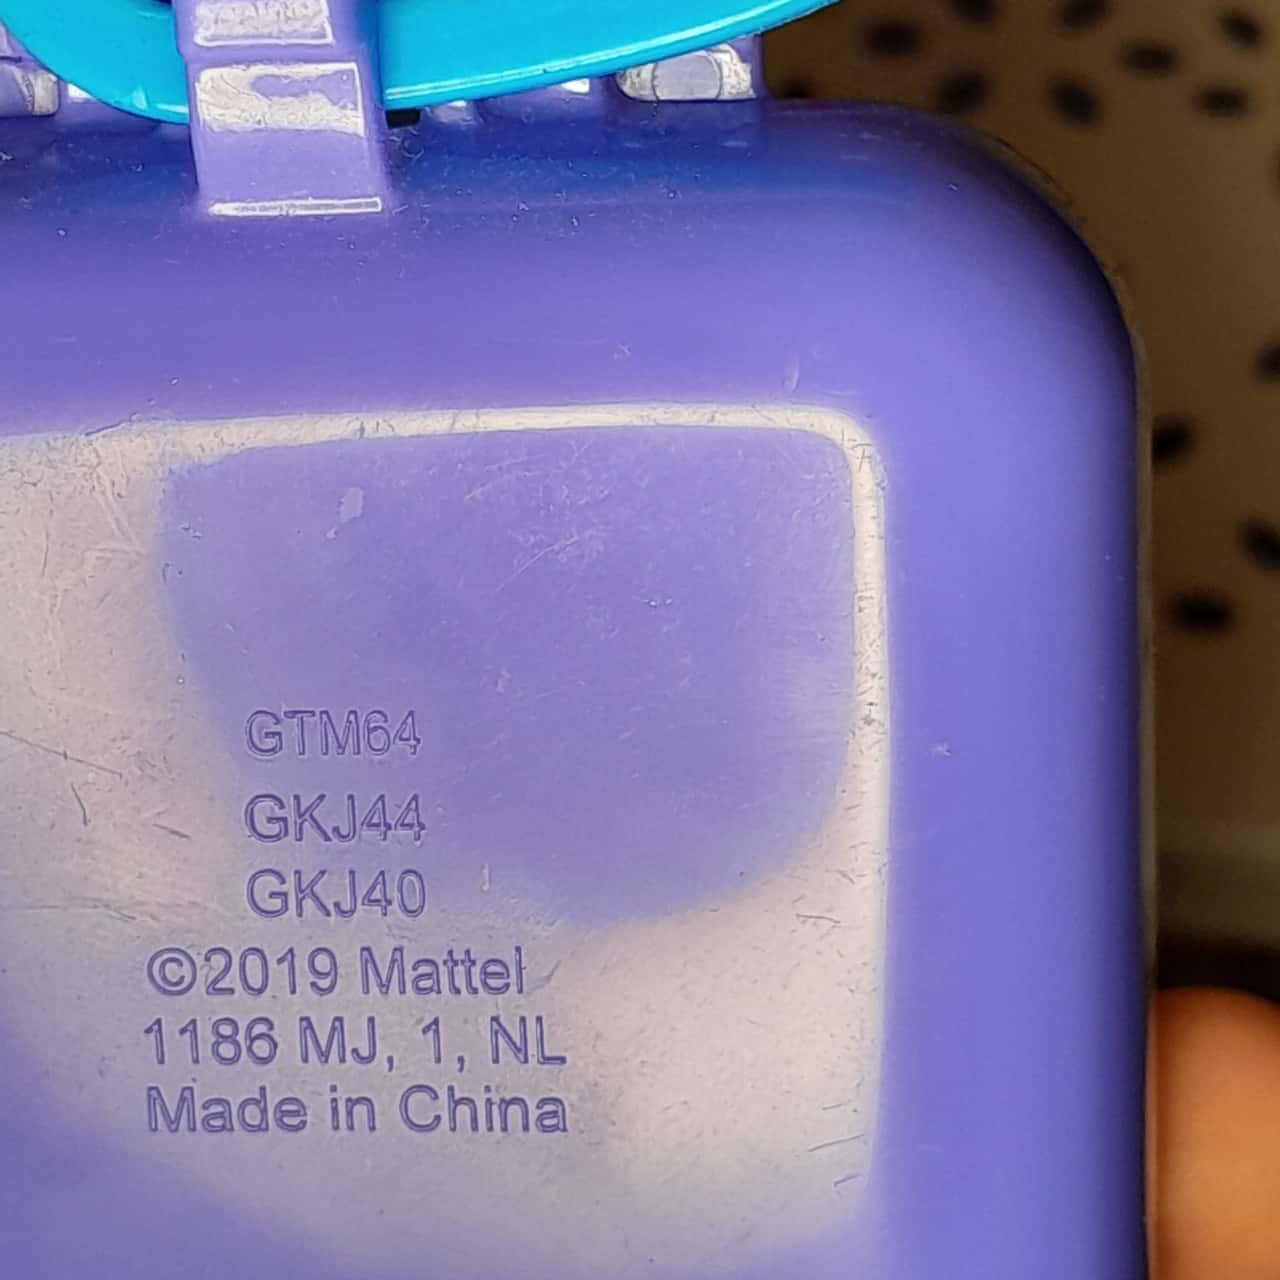 GTM64
GKJ44
GKJ40
©2019 Mattel
1186 MJ, 1, NL
Made in China